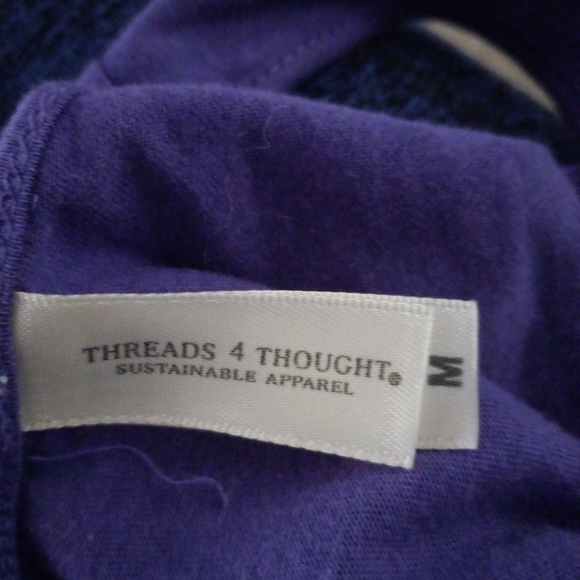 THREADS 4 THOUGHT®
SUSTAINABLE APPAREL
M